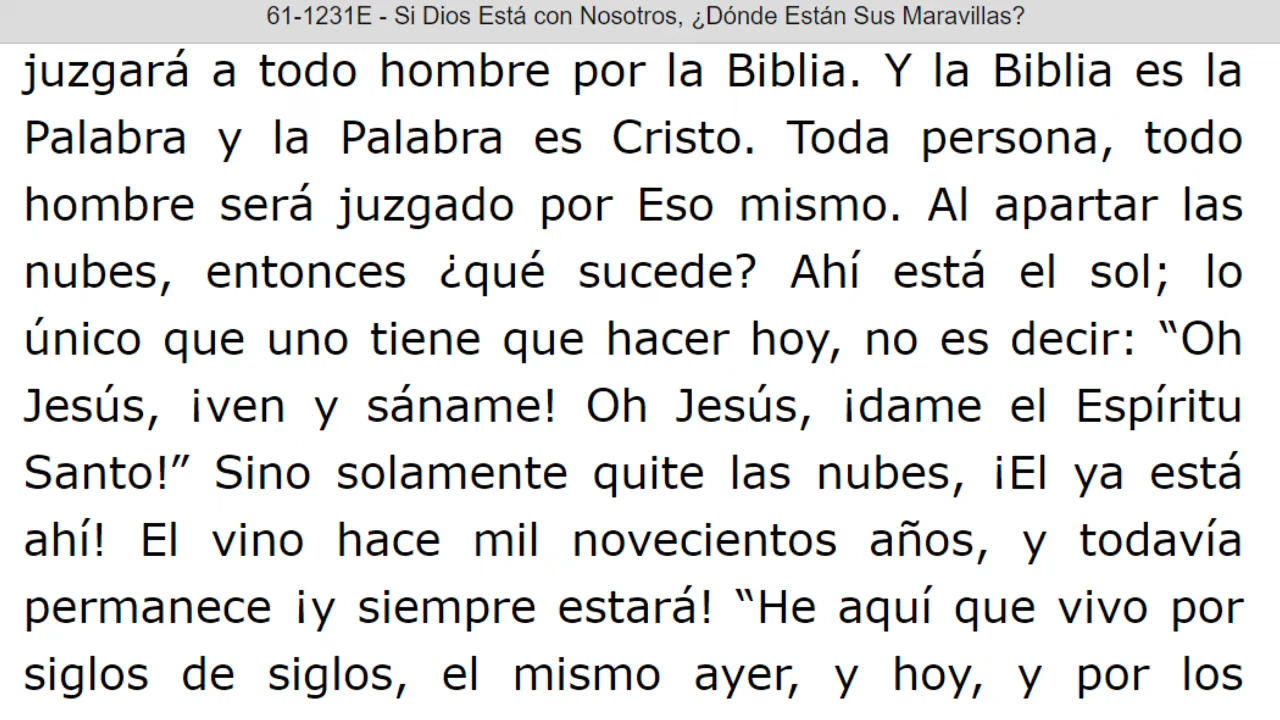 61-1231E - Si Dios Está con Nosotros, ¿Dónde Están Sus Maravillas?
juzgará a todo hombre por la Biblia. Y la Biblia es la
Palabra y la Palabra es Cristo. Toda persona, todo
hombre será juzgado por Eso mismo. Al apartar las
nubes, entonces ¿qué sucede? Ahí está el sol; lo
único que uno tiene que hacer hoy, no es decir: “Oh
Jesús, ¡ven y sáname! Oh Jesús, ¡dame el Espíritu
Santo!” Sino solamente quite las nubes, ¡El ya está
ahí! El vino hace mil novecientos años, y todavía
permanece ¡y siempre estará! “He aquí que vivo por
siglos de siglos, el mismo ayer, y hoy, y por los